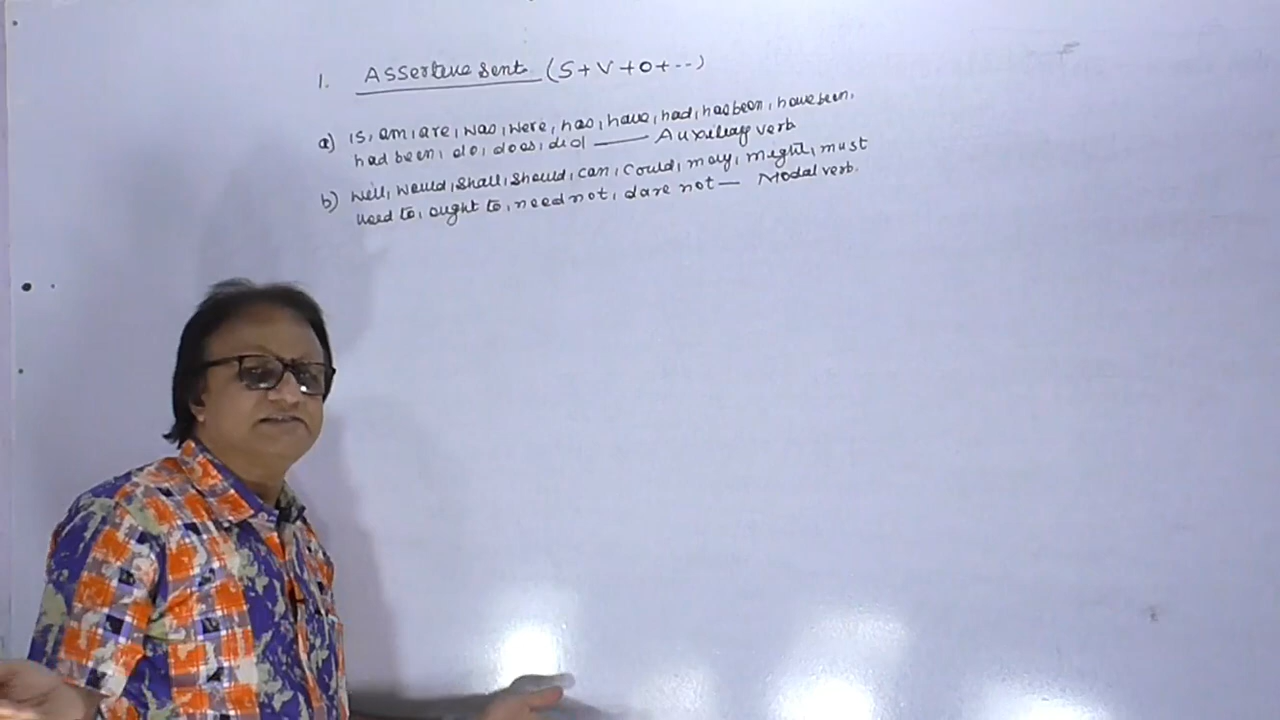 1. Assertive sent (S+V+O+---)
a) is, am, are, was, were, has, have, had, has been, have been,
had been, do, does, did —— Auxiliary verb
b) Will, would, shall, should, can, could, may, might, must
used to, ought to, need not, dare not — Modal verb.